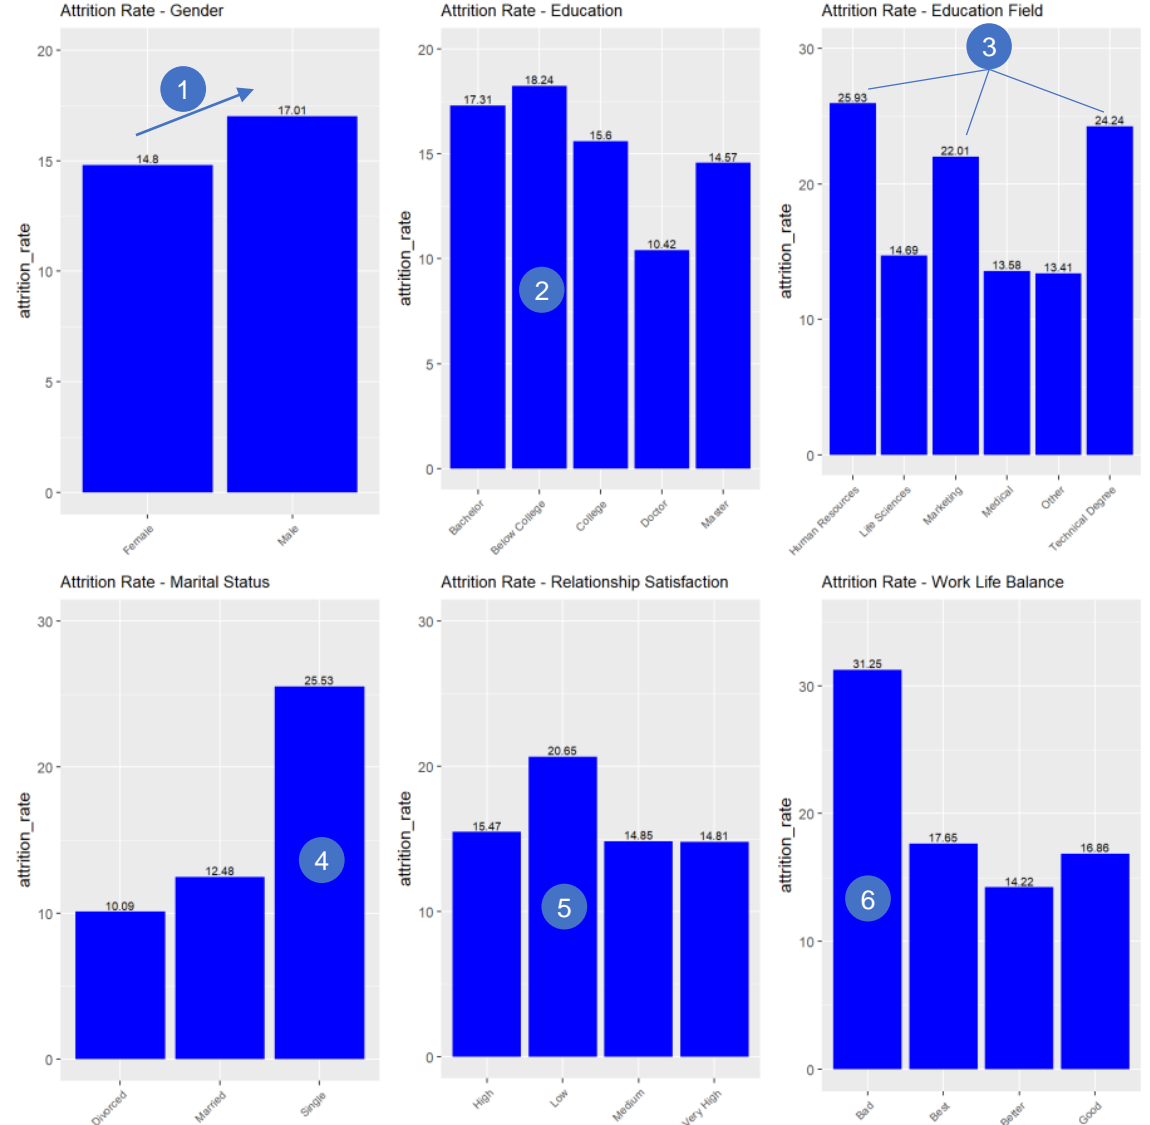 Attrition Rate - Gender
20
15
10
5
0
attrition_rate
1
14.8
17.01
Female
Male
Attrition Rate - Education
20
15
10
5
0
attrition_rate
17.31
18.24
15.6
10.42
14.57
2
Bachelor
Below College
College
Doctor
Master
Attrition Rate - Education Field
30
20
10
0
attrition_rate
3
25.93
14.69
22.01
13.58
13.41
24.24
Human Resources
Life Sciences
Marketing
Medical
Other
Technical Degree
Attrition Rate - Marital Status
30
20
10
0
attrition_rate
10.09
12.48
25.53
4
Divorced
Married
Single
Attrition Rate - Relationship Satisfaction
30
20
10
0
attrition_rate
15.47
20.65
14.85
14.81
5
High
Low
Medium
Very High
Attrition Rate - Work Life Balance
30
20
10
0
attrition_rate
31.25
17.65
14.22
16.86
6
Bad
Best
Better
Good